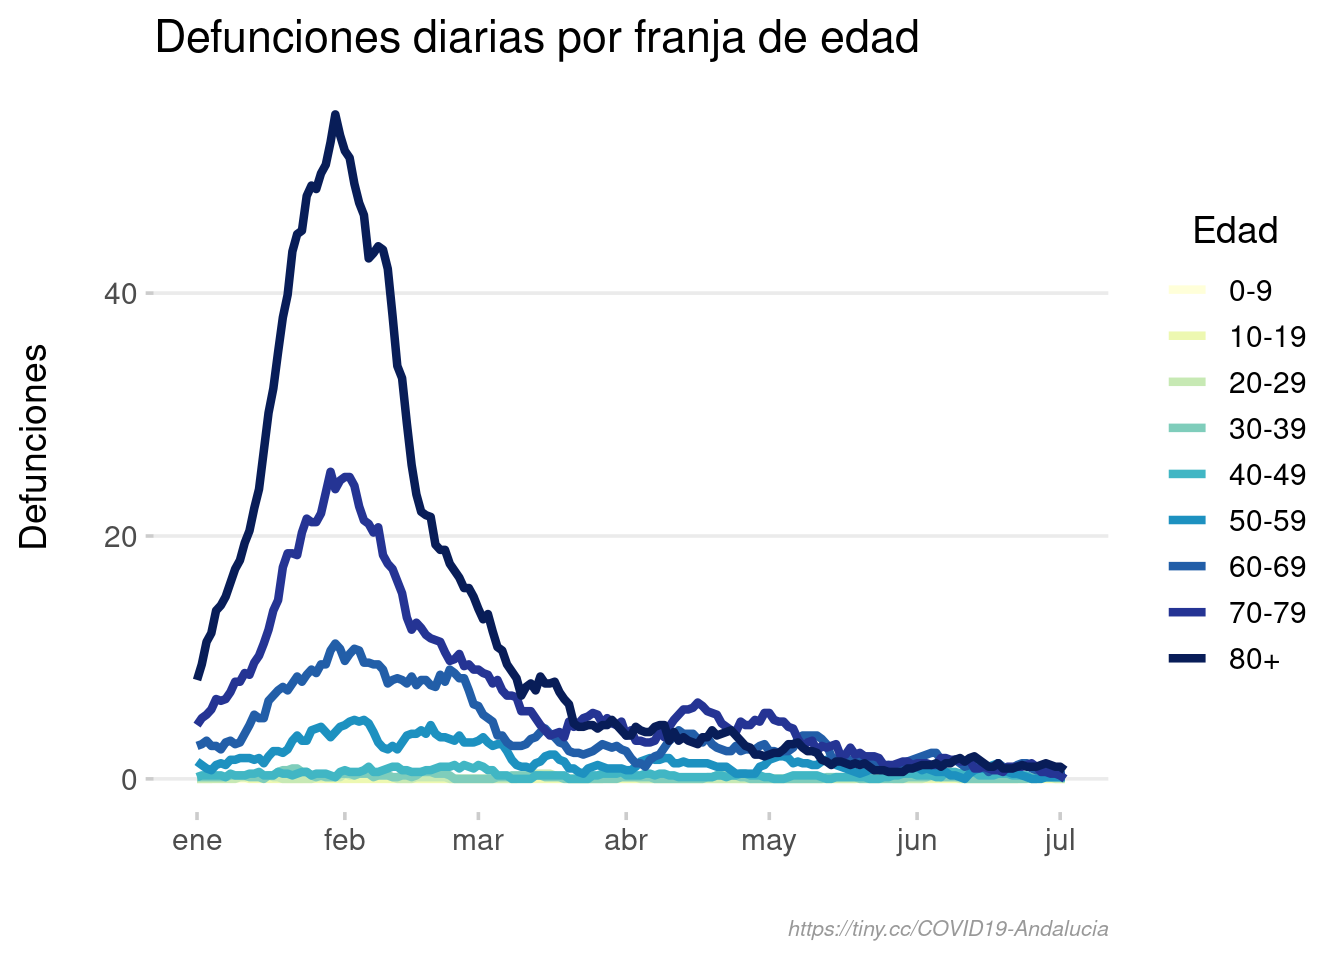 Defunciones diarias por franja de edad
Defunciones
40
20
0
ene feb mar abr may jun jul
Edad
0-9
10-19
20-29
30-39
40-49
50-59
60-69
70-79
80+
https://tiny.cc/COVID19-Andalucia